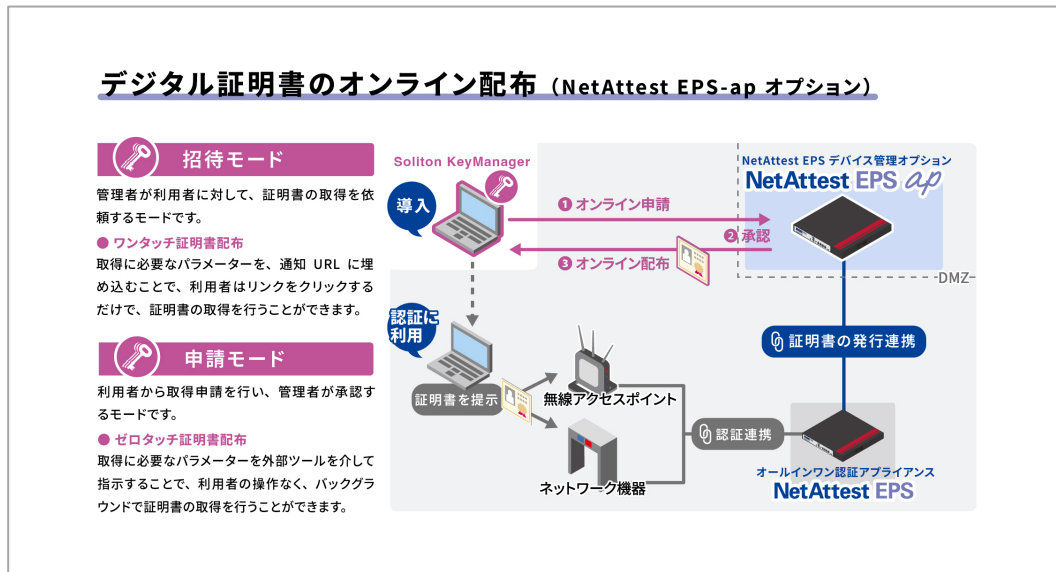 デジタル証明書のオンライン配布（NetAttest EPS-ap オプション）
招待モード
管理者が利用者に対して、証明書の取得を依
頼するモードです。
● ワンタッチ証明書配布
取得に必要なパラメーターを、通知 URL に埋
め込むことで、利用者はリンクをクリックする
だけで、証明書の取得を行うことができます。
申請モード
利用者から取得申請を行い、管理者が承認す
るモードです。
● ゼロタッチ証明書配布
取得に必要なパラメーターを外部ツールを介して
指示することで、利用者の操作なく、バックグラ
ウンドで証明書の取得を行うことができます。
Soliton KeyManager
導入
❶ オンライン申請
❷ 承認
❸ オンライン配布
NetAttest EPS デバイス管理オプション
NetAttest EPS ap
DMZ
認証に
利用
証明書を提示
無線アクセスポイント
ネットワーク機器
認証連携
証明書の発行連携
オールインワン認証アプライアンス
NetAttest EPS